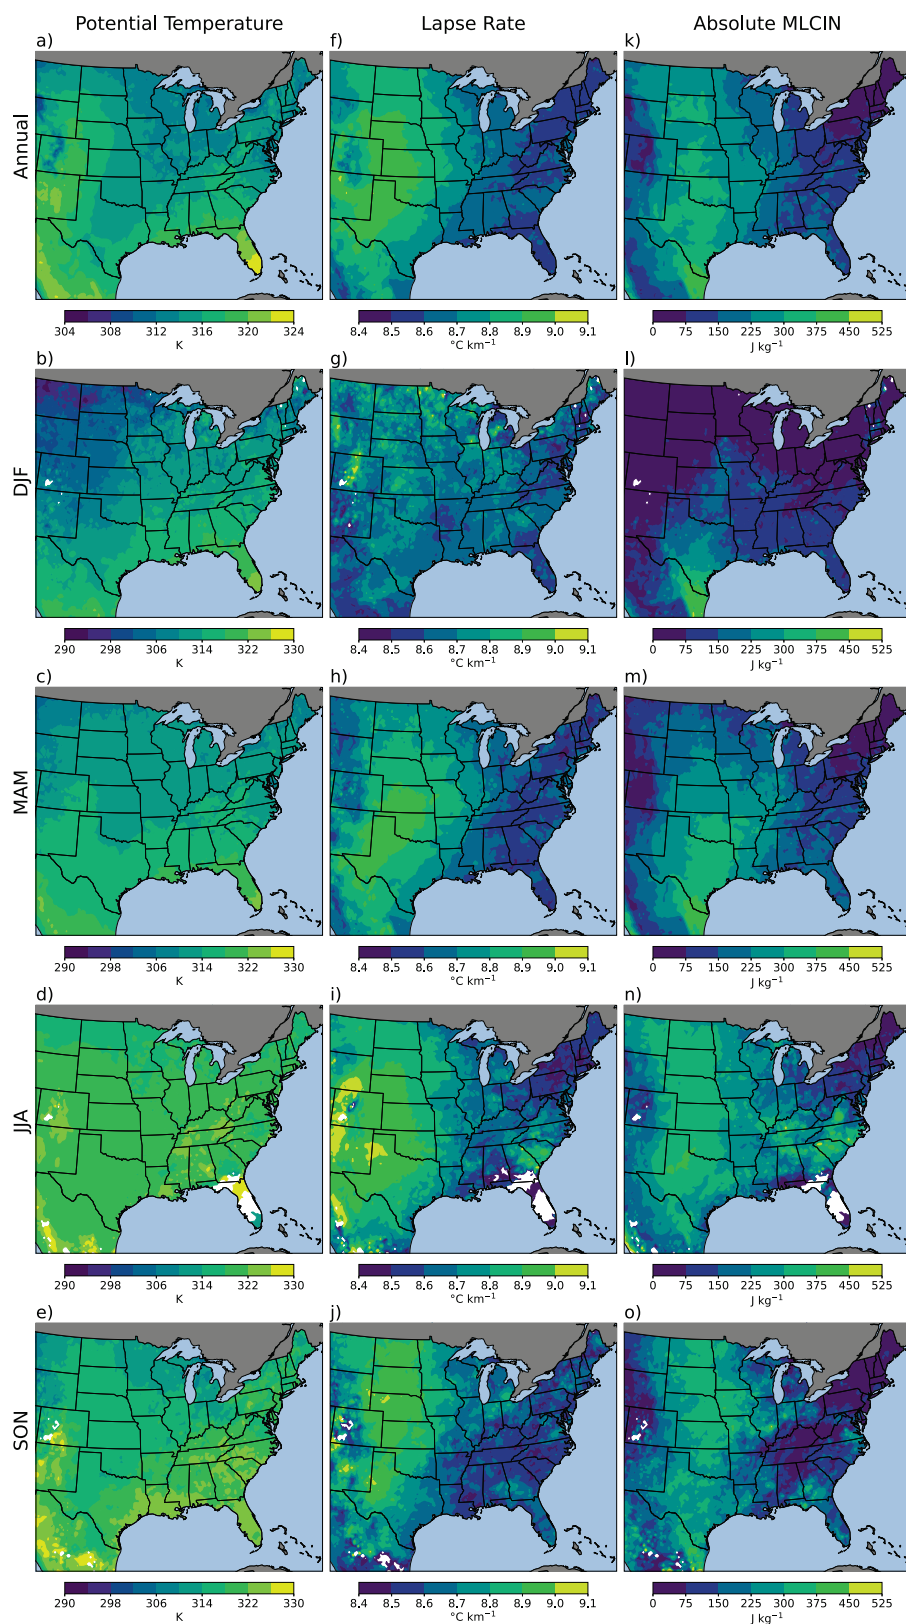 Potential Temperature Lapse Rate Absolute MLCIN
a) f) k)
Annual
304 308 312 316 320 324
K
8.4 8.5 8.6 8.8 8.9 9.0 9.1
°C km⁻¹
0 75 150 225 300 375 450 525
J kg⁻¹
b) g) l)
DJF
290 298 306 314 322 330
K
8.4 8.5 8.6 8.7 8.8 8.9 9.0 9.1
°C km⁻¹
0 75 150 225 300 375 450 525
J kg⁻¹
c) h) m)
MAM
290 298 306 314 322 330
K
8.4 8.5 8.6 8.7 8.8 8.9 9.0 9.1
°C km⁻¹
0 75 150 225 300 375 450 525
J kg⁻¹
d) i) n)
JJA
290 298 306 314 322 330
K
8.4 8.5 8.6 8.7 8.8 8.9 9.0 9.1
°C km⁻¹
0 75 150 225 300 375 450 525
J kg⁻¹
e) j) o)
SON
290 298 306 314 322 330
K
8.4 8.5 8.6 8.7 8.8 8.9 9.0 9.1
°C km⁻¹
0 75 150 225 300 375 450 525
J kg⁻¹